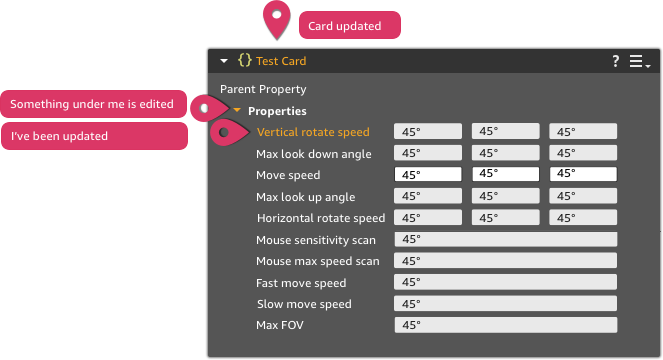 Card updated
{} Test Card ?
Parent Property
Something under me is edited
Properties
I've been updated
Vertical rotate speed 45° 45° 45°
Max look down angle 45° 45° 45°
Move speed 45° 45° 45°
Max look up angle 45° 45° 45°
Horizontal rotate speed 45° 45° 45°
Mouse sensitivity scan 45°
Mouse max speed scan 45°
Fast move speed 45°
Slow move speed 45°
Max FOV 45°